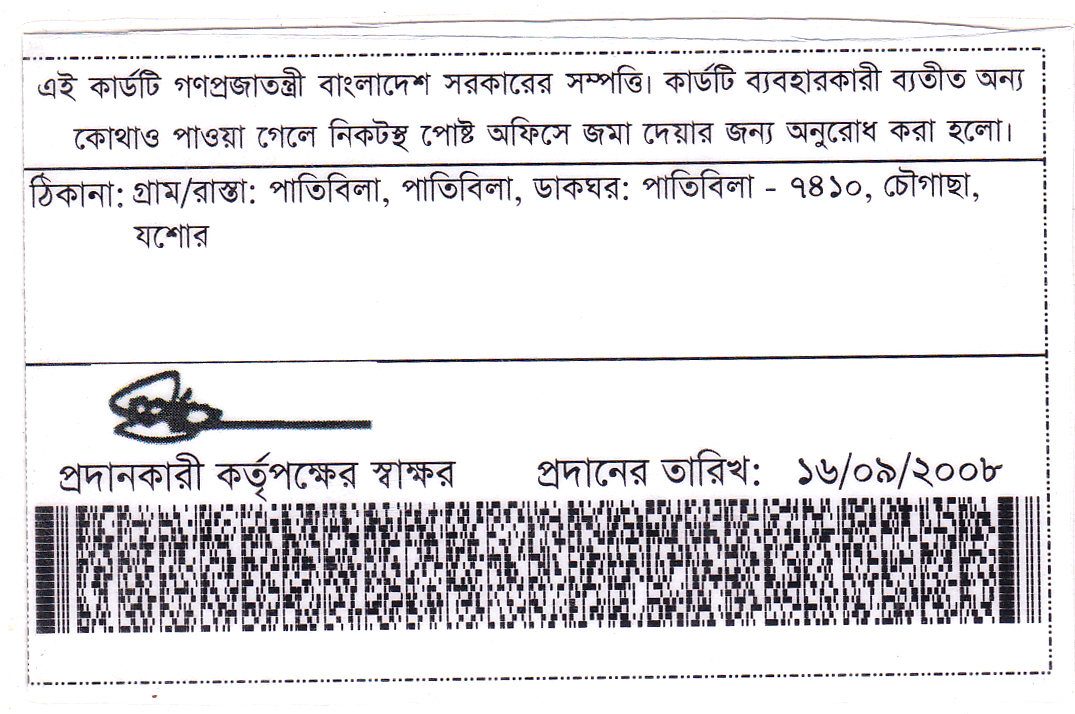 এই কার্ডটি গণপ্রজাতন্ত্রী বাংলাদেশ সরকারের সম্পত্তি। কার্ডটি ব্যবহারকারী ব্যতীত অন্য
কোথাও পাওয়া গেলে নিকটস্থ পোষ্ট অফিসে জমা দেয়ার জন্য অনুরোধ করা হলো।
ঠিকানা: গ্রাম/রাস্তা: পাতিবিলা, পাতিবিলা, ডাকঘর: পাতিবিলা - ৭৪১০, চৌগাছা,
যশোর
প্রদানকারী কর্তৃপক্ষের স্বাক্ষর প্রদানের তারিখ: ১৬/০৯/২০০৮